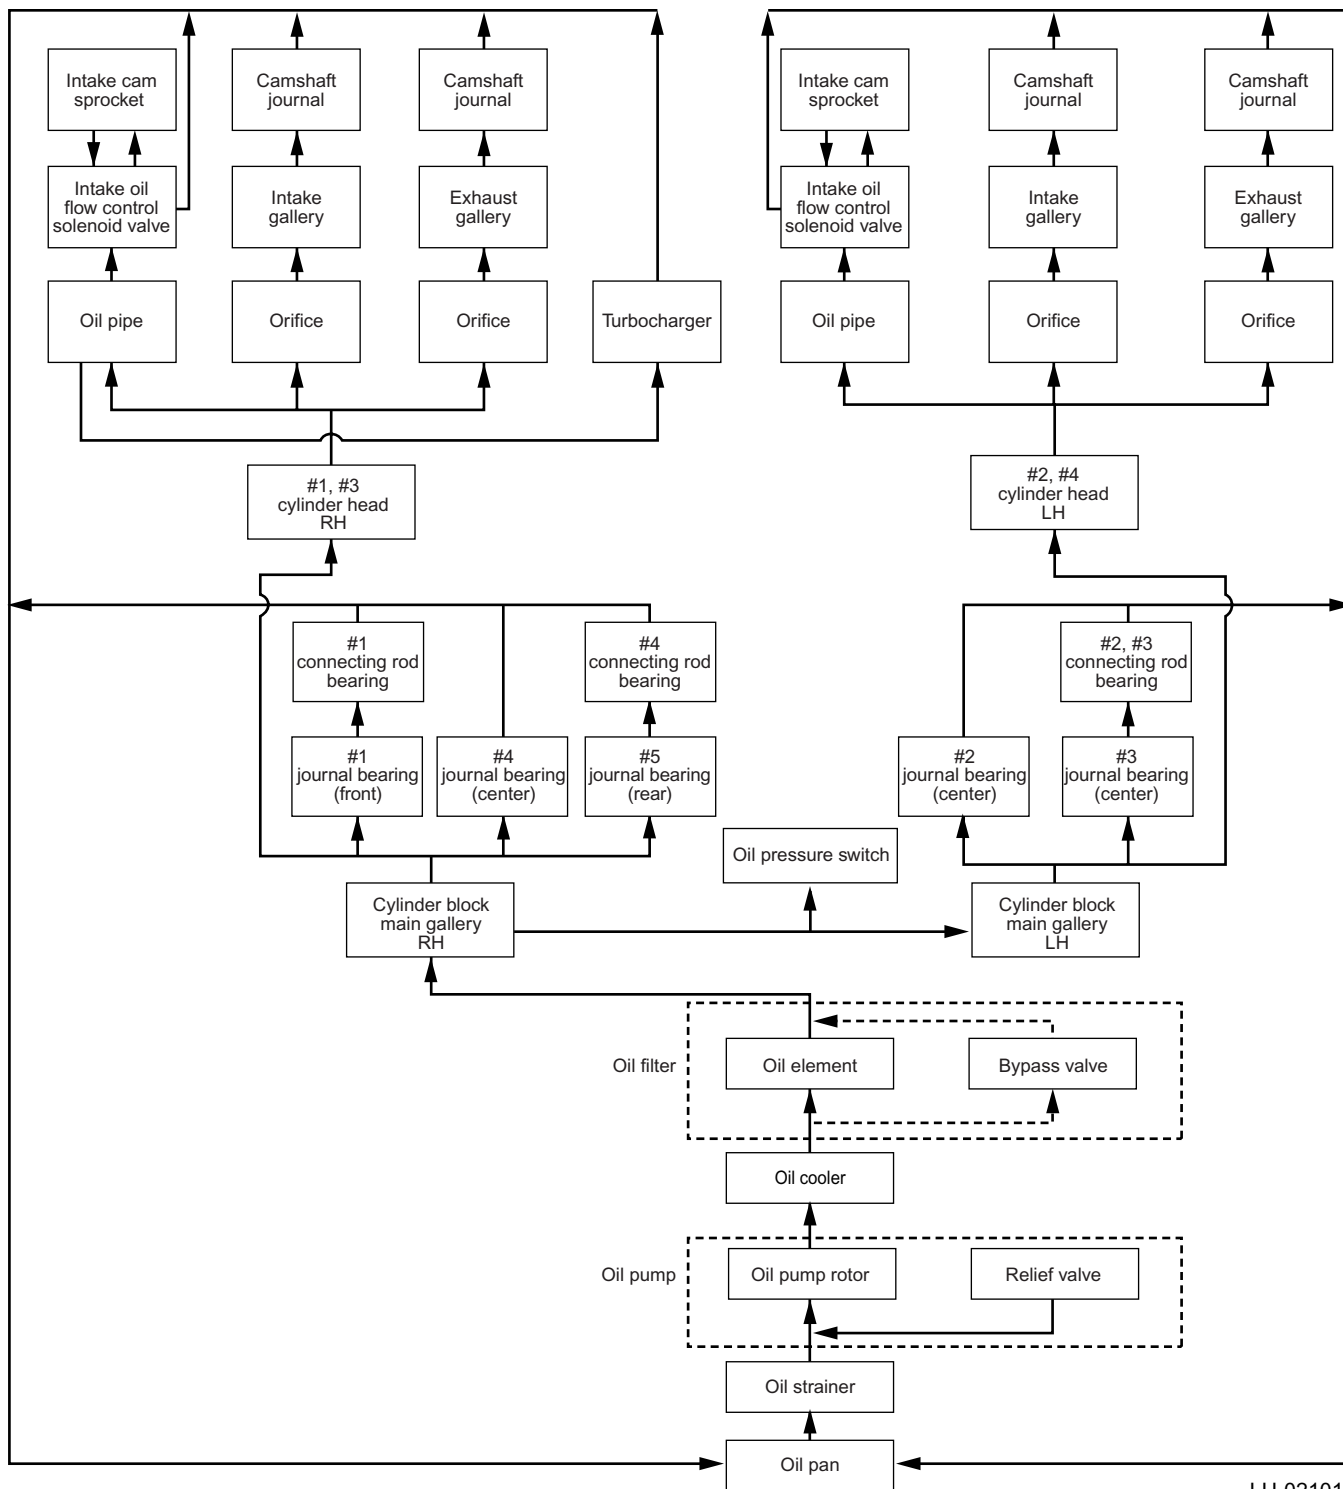 Intake cam
sprocket
Camshaft
journal
Camshaft
journal
Intake cam
sprocket
Camshaft
journal
Camshaft
journal
Intake oil
flow control
solenoid valve
Intake
gallery
Exhaust
gallery
Intake oil
flow control
solenoid valve
Intake
gallery
Exhaust
gallery
Oil pipe
Orifice
Orifice
Turbocharger
Oil pipe
Orifice
Orifice
#1, #3
cylinder head
RH
#2, #4
cylinder head
LH
#1
connecting rod
bearing
#4
connecting rod
bearing
#2, #3
connecting rod
bearing
#1
journal bearing
(front)
#4
journal bearing
(center)
#5
journal bearing
(rear)
#2
journal bearing
(center)
#3
journal bearing
(center)
Oil pressure switch
Cylinder block
main gallery
RH
Cylinder block
main gallery
LH
Oil filter
Oil element
Bypass valve
Oil cooler
Oil pump
Oil pump rotor
Relief valve
Oil strainer
Oil pan